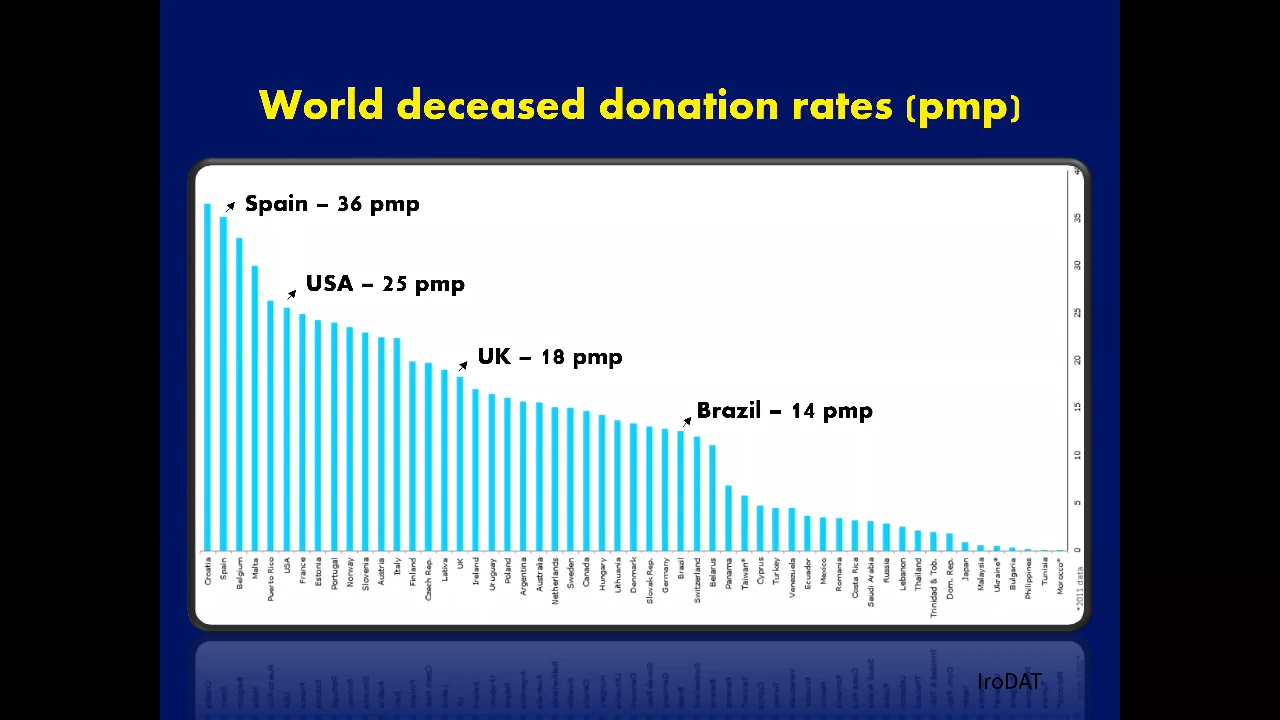 World deceased donation rates (pmp)
Spain – 36 pmp
USA – 25 pmp
UK – 18 pmp
Brazil – 14 pmp
35
30
25
20
15
10
5
0
Croatia
Spain
Belgium
Malta
Puerto Rico
USA
France
Estonia
Portugal
Norway
Slovenia
Austria
Italy
Finland
Czech Rep.
Latvia
UK
Ireland
Uruguay
Poland
Argentina
Australia
Netherlands
Sweden
Canada
Hungary
Lithuania
Denmark
Slovak Rep.
Germany
Brazil
Switzerland
Belarus
Panama
Taiwan*
Cyprus
Turkey
Venezuela
Ecuador
Mexico
Romania
Costa Rica
Saudi Arabia
Russia
Lebanon
Thailand
Trinidad & Tob.
Dom. Rep.
Japan
Malaysia
Ukraine*
Bulgaria
Philippines
Tunisia
Morocco*
*2011 data
IroDAT